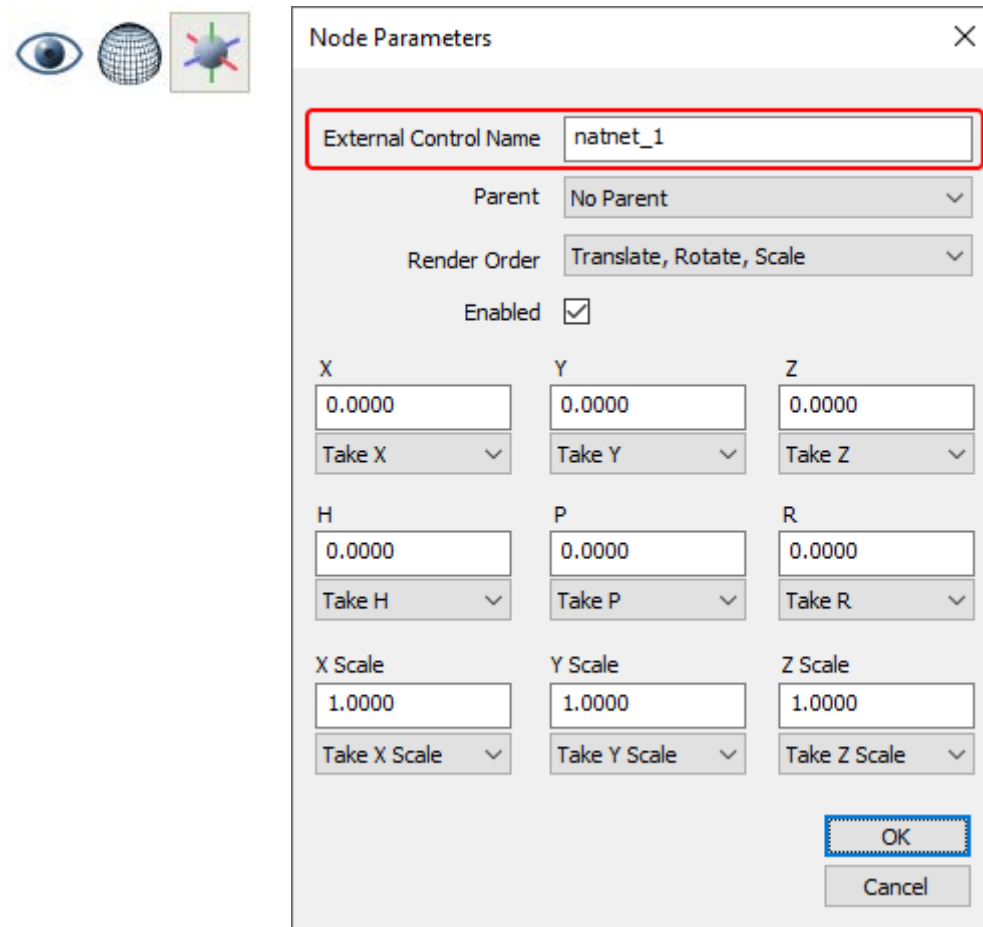 Node Parameters
External Control Name natnet_1
Parent No Parent
Render Order Translate, Rotate, Scale
Enabled
X Y Z
0.0000 0.0000 0.0000
Take X Take Y Take Z
H P R
0.0000 0.0000 0.0000
Take H Take P Take R
X Scale Y Scale Z Scale
1.0000 1.0000 1.0000
Take X Scale Take Y Scale Take Z Scale
OK
Cancel